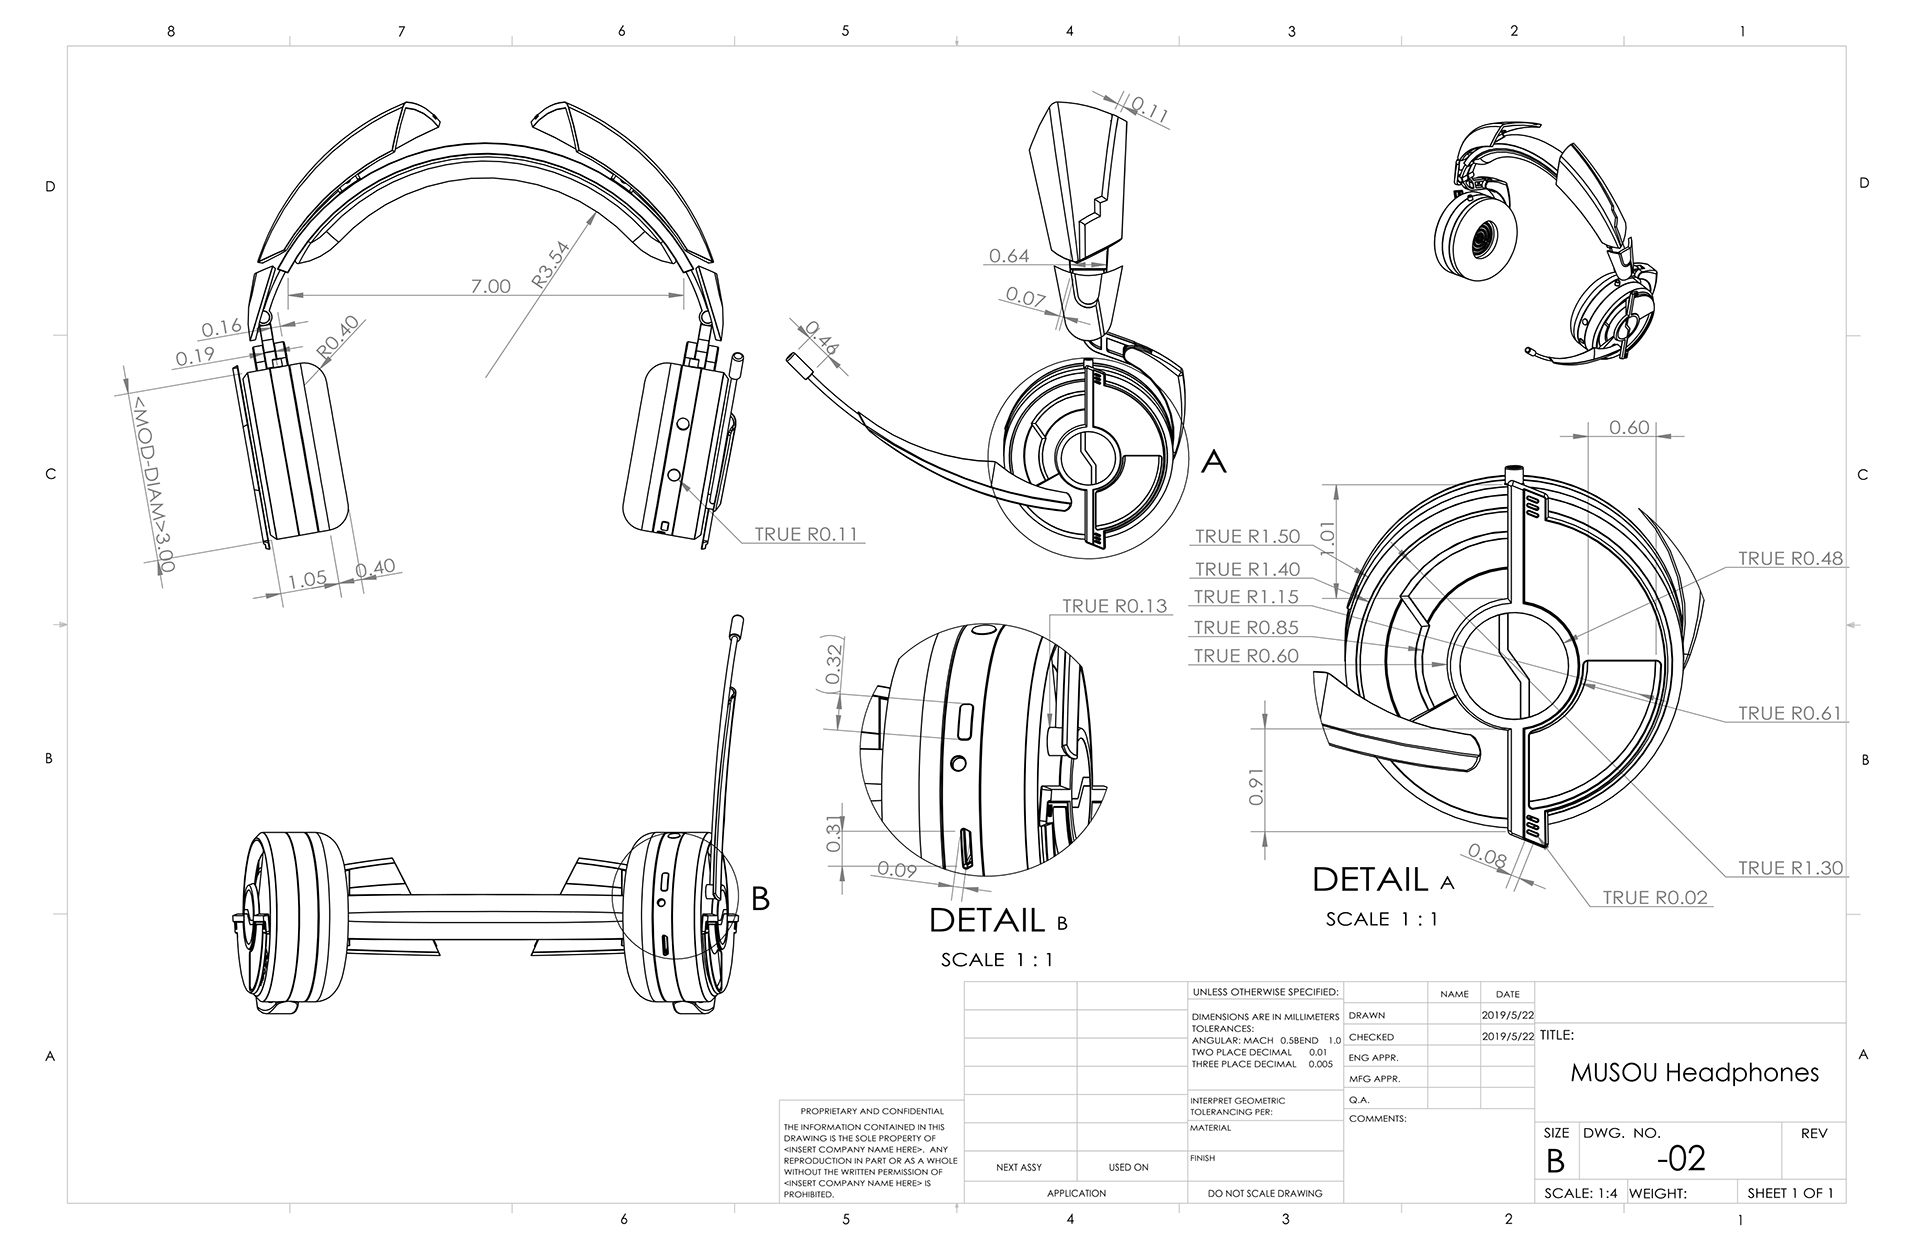 8 7 6 5 4 3 2 1
D D
C C
B B
A A
0.16
0.19
R0.40
7.00
R3.54
<MOD-DIAM>3.00
1.05
0.40
TRUE R0.11
0.11
0.64
0.07
0.46
A
0.60
TRUE R1.50
TRUE R1.40
TRUE R1.15
TRUE R0.85
TRUE R0.60
1.01
0.91
TRUE R0.48
TRUE R0.61
TRUE R1.30
TRUE R0.02
0.08
DETAIL A
SCALE 1 : 1
TRUE R0.13
(0.32)
0.31
0.09
DETAIL B
SCALE 1 : 1
B
PROPRIETARY AND CONFIDENTIAL
THE INFORMATION CONTAINED IN THIS
DRAWING IS THE SOLE PROPERTY OF
<INSERT COMPANY NAME HERE>. ANY
REPRODUCTION IN PART OR AS A WHOLE
WITHOUT THE WRITTEN PERMISSION OF
<INSERT COMPANY NAME HERE> IS
PROHIBITED.
NEXT ASSY USED ON
APPLICATION
UNLESS OTHERWISE SPECIFIED:
DIMENSIONS ARE IN MILLIMETERS
TOLERANCES:
ANGULAR: MACH 0.5BEND 1.0
TWO PLACE DECIMAL 0.01
THREE PLACE DECIMAL 0.005
INTERPRET GEOMETRIC
TOLERANCING PER:
MATERIAL
FINISH
DO NOT SCALE DRAWING
NAME DATE
DRAWN 2019/5/22
CHECKED 2019/5/22
ENG APPR.
MFG APPR.
Q.A.
COMMENTS:
TITLE:
MUSOU Headphones
SIZE DWG. NO. REV
B -02
SCALE: 1:4 WEIGHT: SHEET 1 OF 1
6 5 4 3 2 1